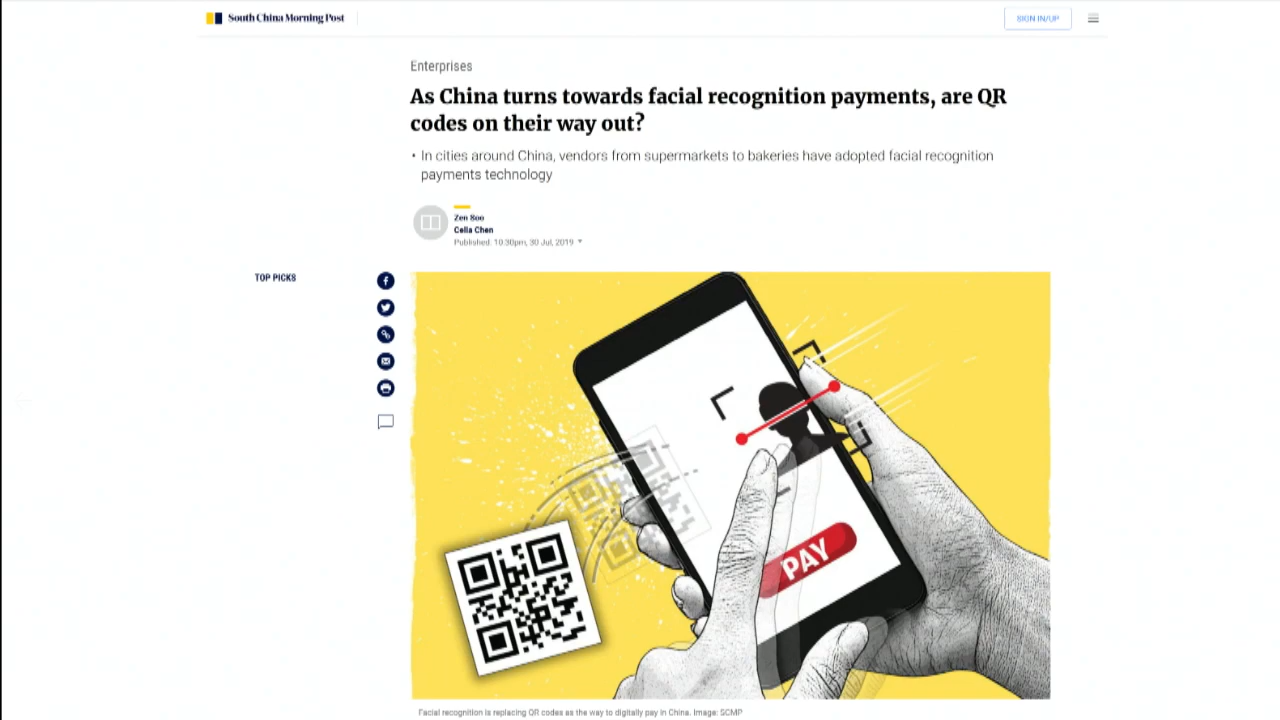 South China Morning Post
SIGN IN/UP
Enterprises
As China turns towards facial recognition payments, are QR
codes on their way out?
• In cities around China, vendors from supermarkets to bakeries have adopted facial recognition
payments technology
Zen Soo
Celia Chen
Published: 10:30pm, 30 Jul, 2019
TOP PICKS
PAY
Facial recognition is replacing QR codes as the way to digitally pay in China. Image: SCMP